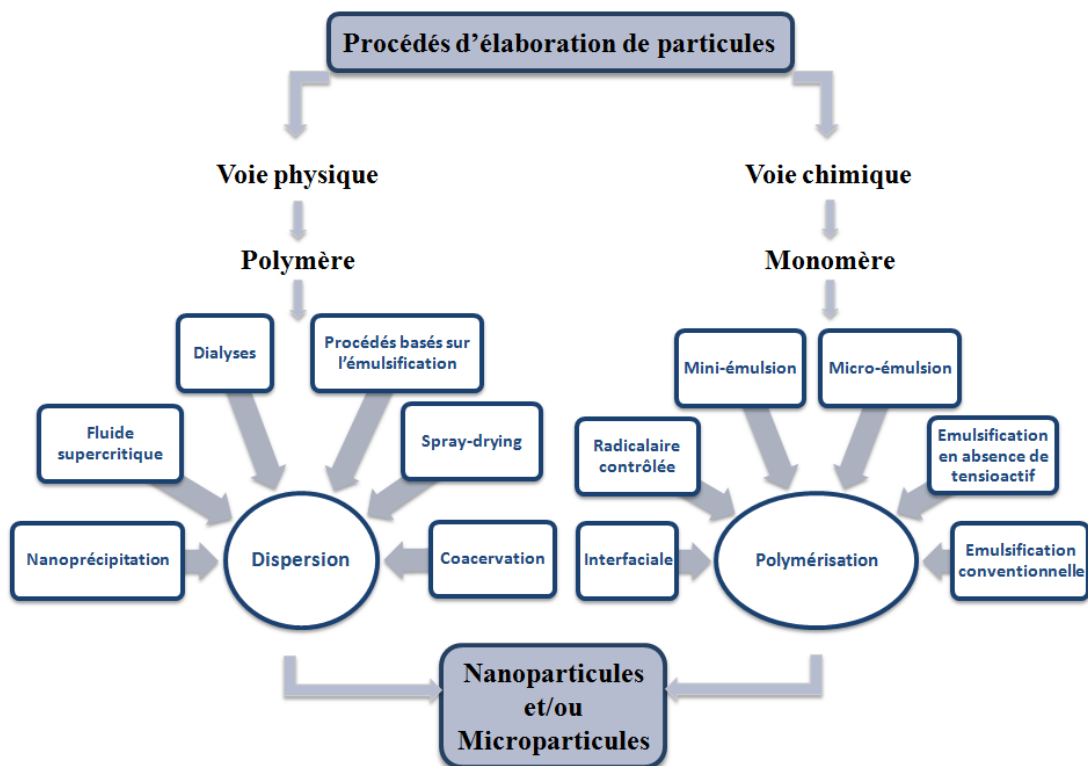 Procédés d'élaboration de particules
Voie physique
Voie chimique
Polymère
Monomère
Dialyses
Procédés basés sur
l'émulsification
Mini-émulsion
Micro-émulsion
Fluide
supercritique
Spray-drying
Radicalaire
contrôlée
Emulsification
en absence de
tensioactif
Nanoprécipitation
Dispersion
Coacervation
Interfaciale
Polymérisation
Emulsification
conventionnelle
Nanoparticules
et/ou
Microparticules